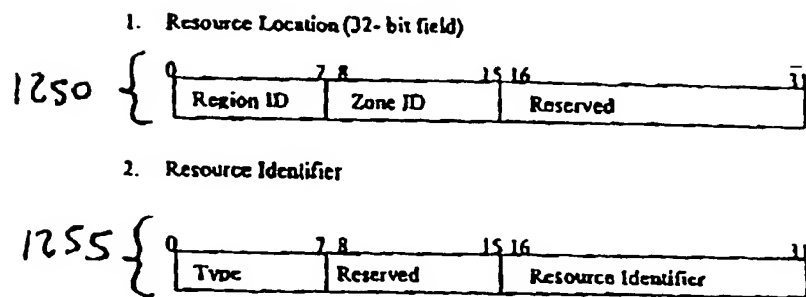 1. Resource Location (32- bit field)
0 7 8 15 16 31
1250 { Region ID Zone ID Reserved
2. Resource Identifier
0 7 8 15 16 31
1255 { Type Reserved Resource Identifier